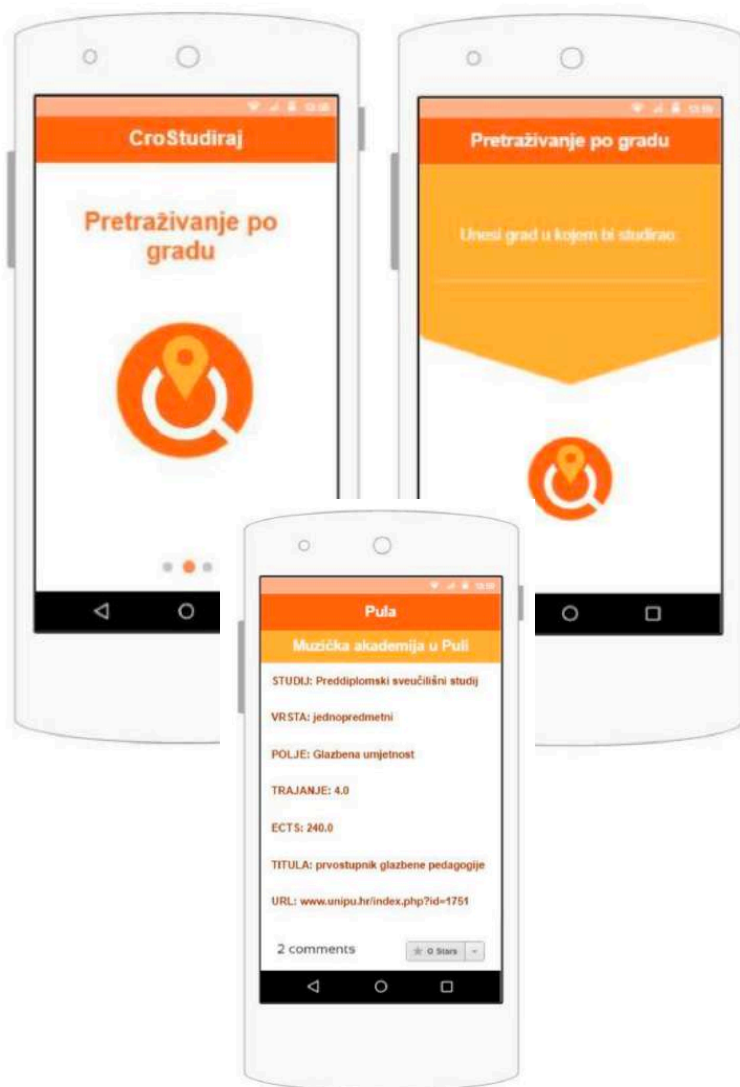 CroStudiraj
Pretraživanje po
gradu
Pretraživanje po gradu
Unesi grad u kojem bi studirao:
Pula
Muzička akademija u Puli
STUDIJ: Preddiplomski sveučilišni studij
VRSTA: jednopredmetni
POLJE: Glazbena umjetnost
TRAJANJE: 4.0
ECTS: 240.0
TITULA: prvostupnik glazbene pedagogije
URL: www.unipu.hr/index.php?id=1751
2 comments
0 Stars